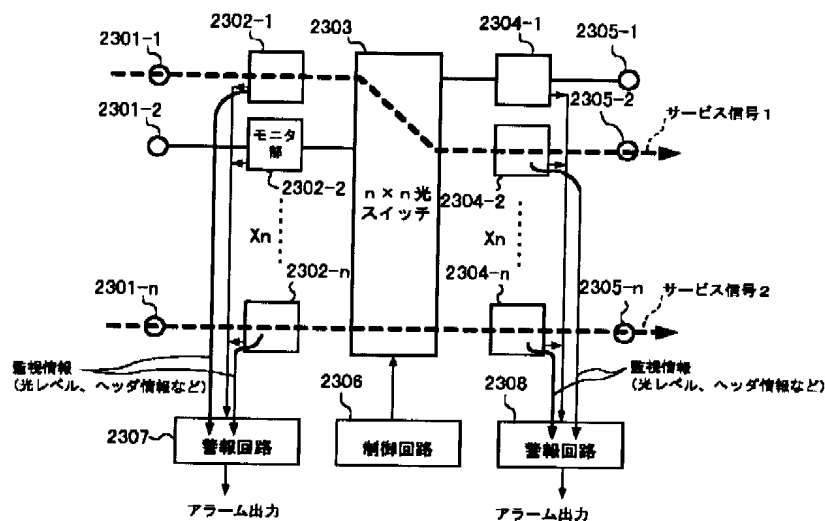 2301-1
2302-1
2303
2304-1
2305-1
2301-2
モニタ
部
2302-2
2305-2
サービス信号1
n×n光
スイッチ
2304-2
Xn
Xn
2301-n
2302-n
2304-n
2305-n
サービス信号2
監視情報
(光レベル、ヘッダ情報など)
2306
2308
監視情報
(光レベル、ヘッダ情報など)
2307
警報回路
制御回路
警報回路
アラーム出力
アラーム出力